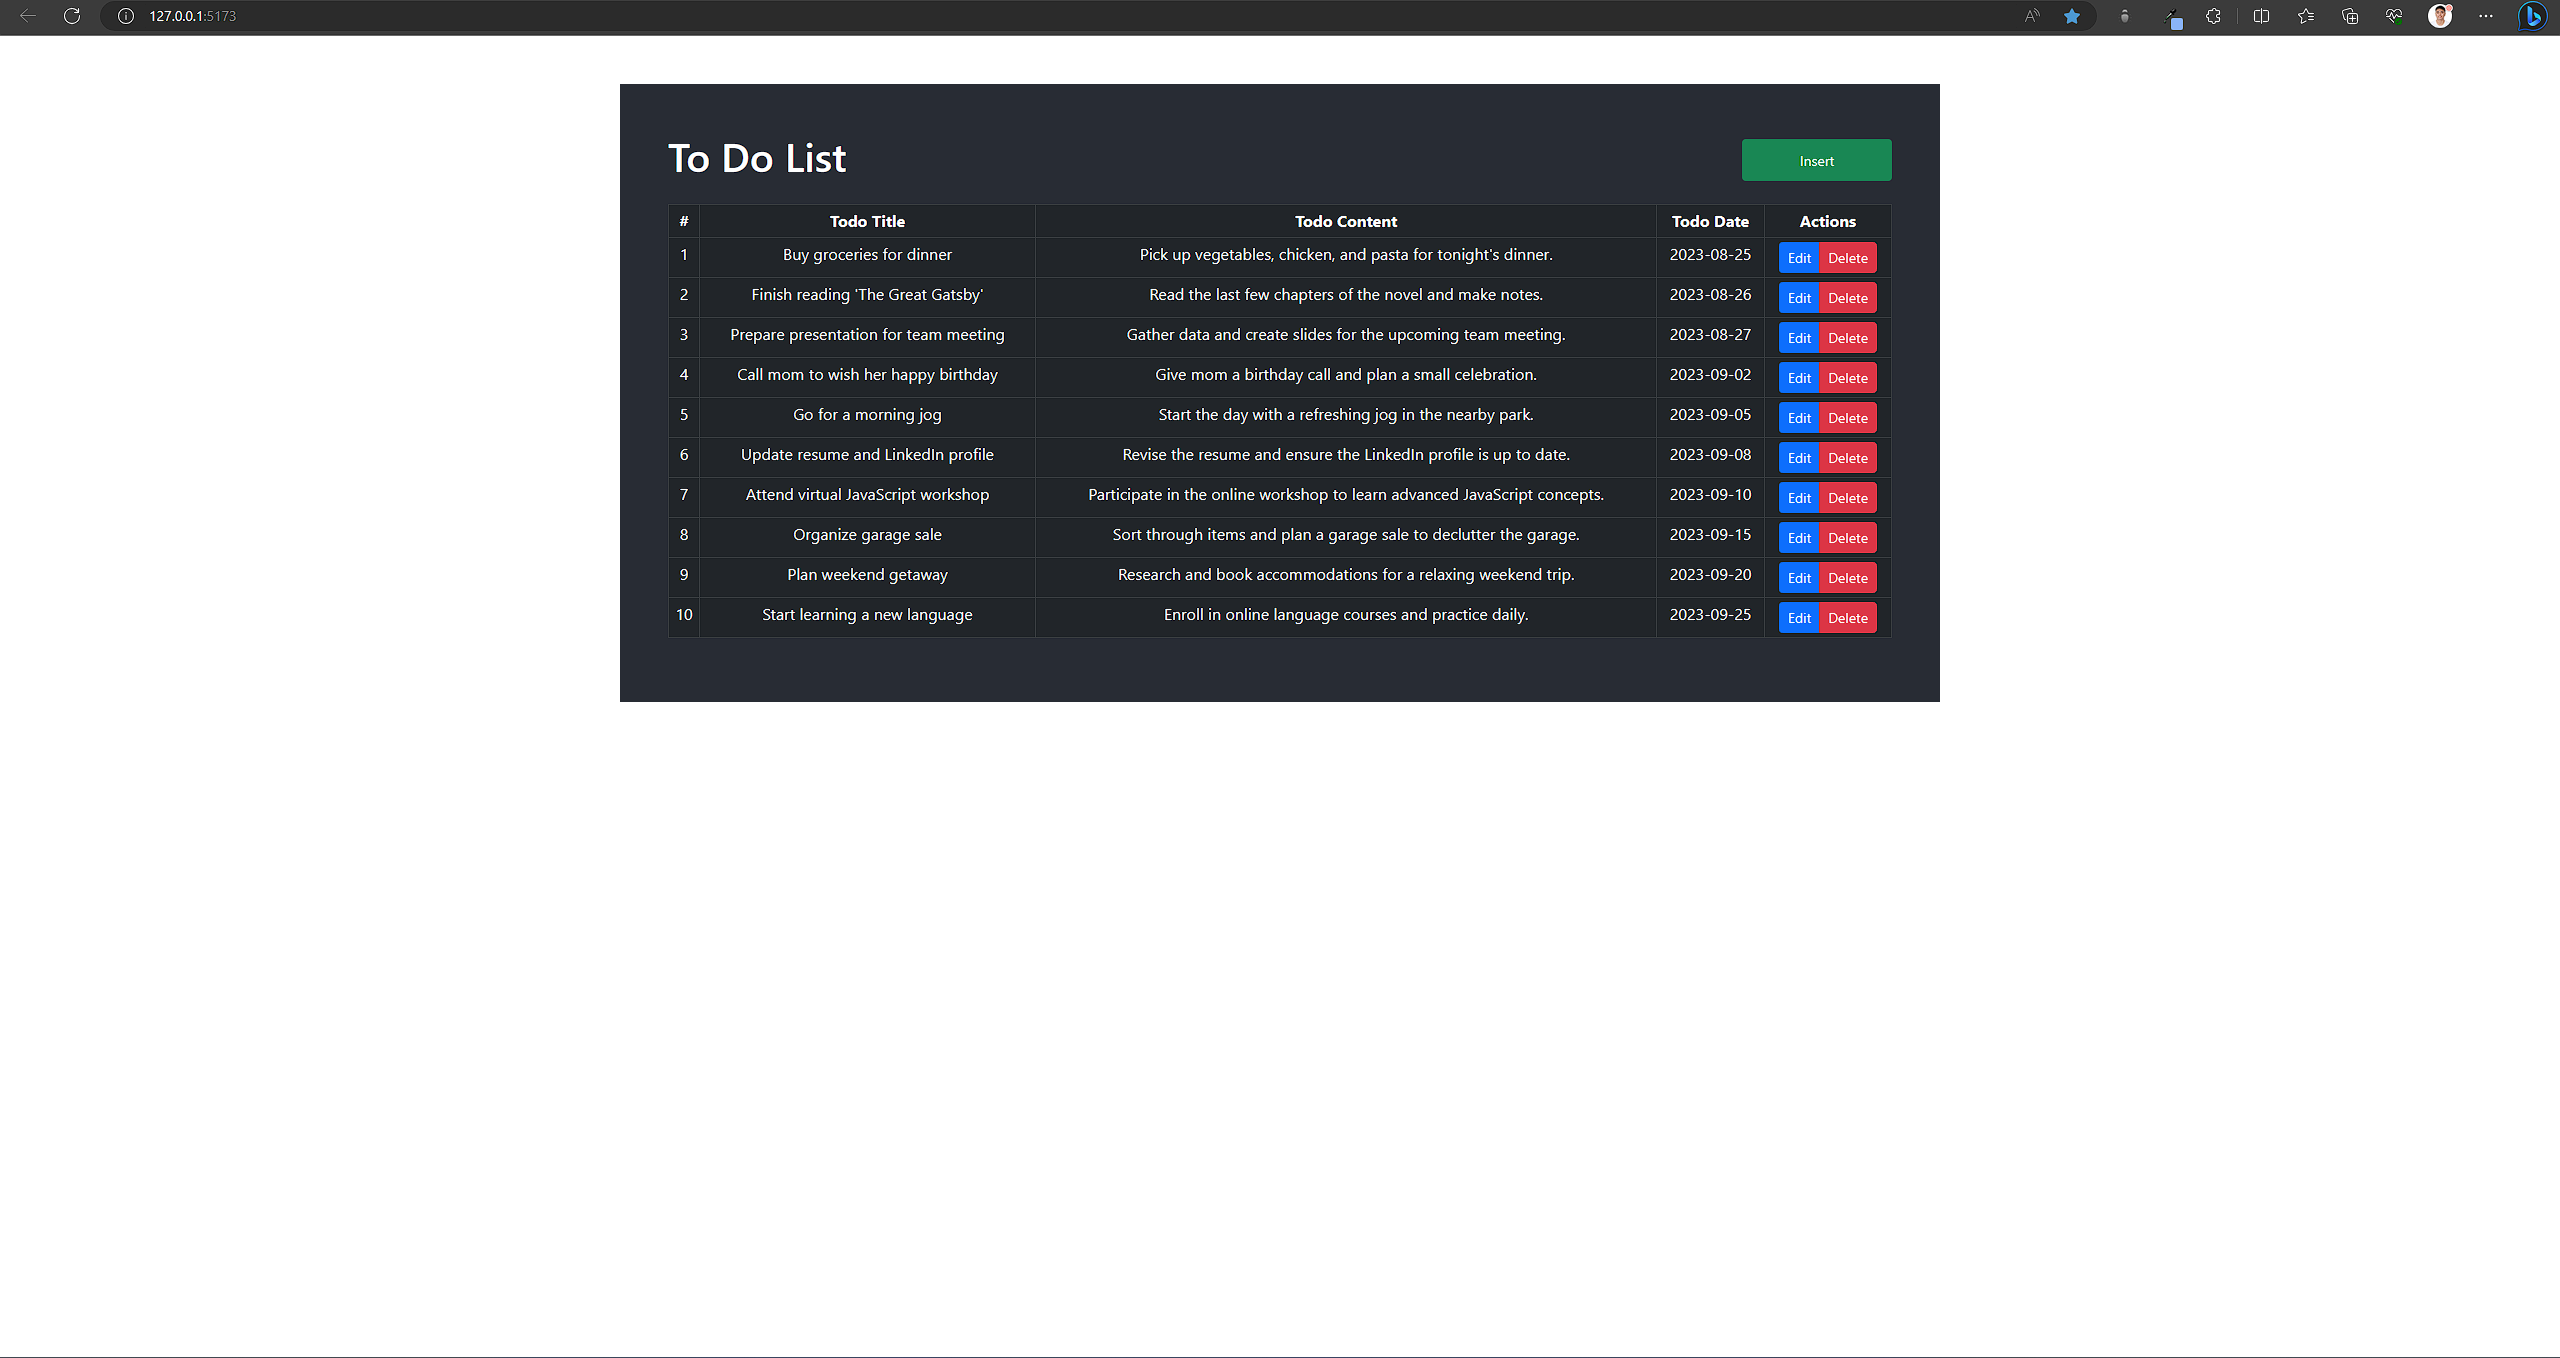 127.0.0.1:5173
To Do List
Insert
# Todo Title Todo Content Todo Date Actions
1 Buy groceries for dinner Pick up vegetables, chicken, and pasta for tonight's dinner. 2023-08-25 Edit Delete
2 Finish reading 'The Great Gatsby' Read the last few chapters of the novel and make notes. 2023-08-26 Edit Delete
3 Prepare presentation for team meeting Gather data and create slides for the upcoming team meeting. 2023-08-27 Edit Delete
4 Call mom to wish her happy birthday Give mom a birthday call and plan a small celebration. 2023-09-02 Edit Delete
5 Go for a morning jog Start the day with a refreshing jog in the nearby park. 2023-09-05 Edit Delete
6 Update resume and LinkedIn profile Revise the resume and ensure the LinkedIn profile is up to date. 2023-09-08 Edit Delete
7 Attend virtual JavaScript workshop Participate in the online workshop to learn advanced JavaScript concepts. 2023-09-10 Edit Delete
8 Organize garage sale Sort through items and plan a garage sale to declutter the garage. 2023-09-15 Edit Delete
9 Plan weekend getaway Research and book accommodations for a relaxing weekend trip. 2023-09-20 Edit Delete
10 Start learning a new language Enroll in online language courses and practice daily. 2023-09-25 Edit Delete